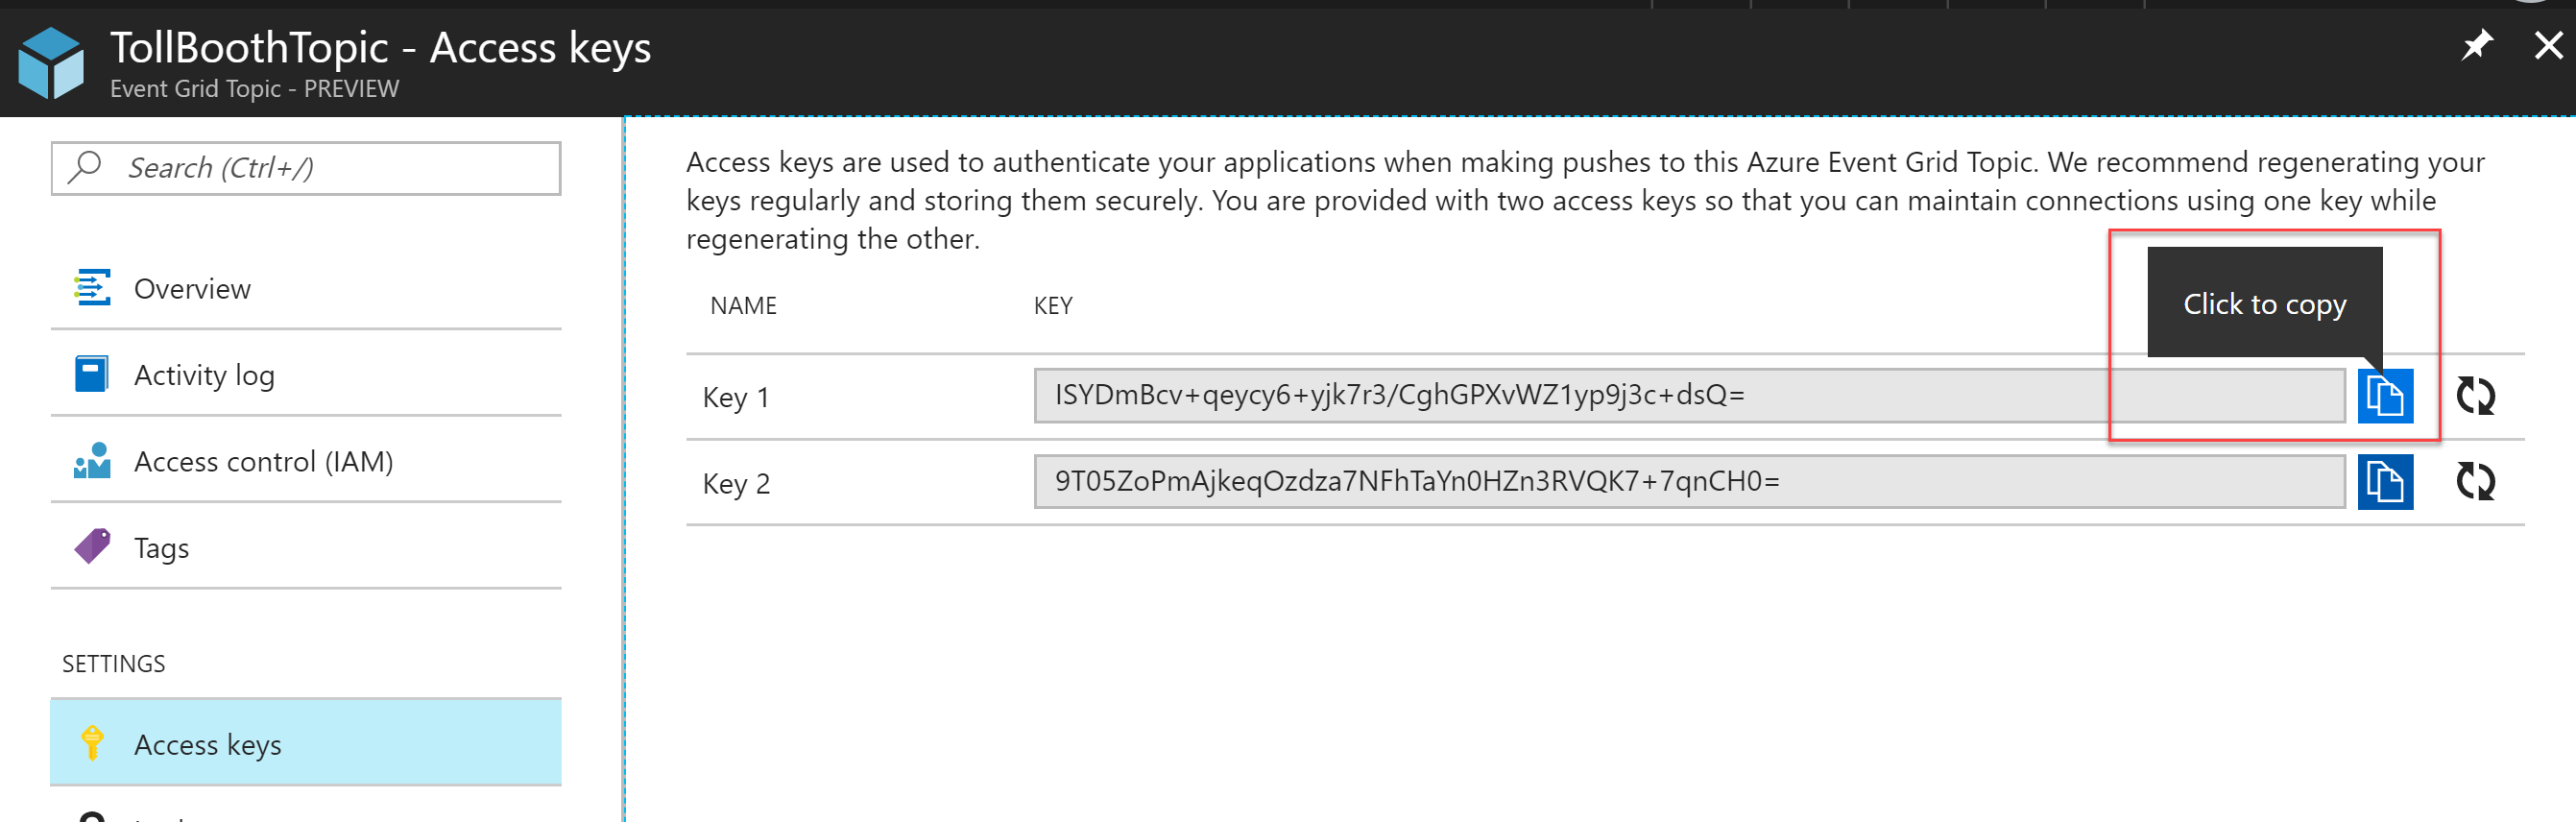 TollBoothTopic - Access keys
Event Grid Topic - PREVIEW
Search (Ctrl+/)
Overview
Activity log
Access control (IAM)
Tags
SETTINGS
Access keys
Access keys are used to authenticate your applications when making pushes to this Azure Event Grid Topic. We recommend regenerating your
keys regularly and storing them securely. You are provided with two access keys so that you can maintain connections using one key while
regenerating the other.
Click to copy
NAME KEY
Key 1 ISYDmBcv+qeycy6+yjk7r3/CghGPXvWZ1yp9j3c+dsQ=
Key 2 9T05ZoPmAjkeqOzdza7NFhTaYn0HZn3RVQK7+7qnCH0=